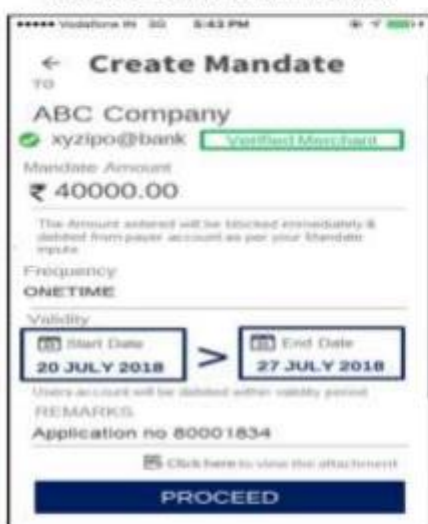 Vodafone IN 3G 5:43 PM
← Create Mandate
TO
ABC Company
xyzipo@bank Verified Merchant
Mandate Amount
₹ 40000.00
The Amount entered will be blocked immediately &
debited from payer account as per your Mandate
inputs.
Frequency
ONETIME
Validity
Start Date > End Date
20 JULY 2018 27 JULY 2018
Users account will be debited within validity period
REMARKS
Application no 80001834
Click here to view the attachment
PROCEED